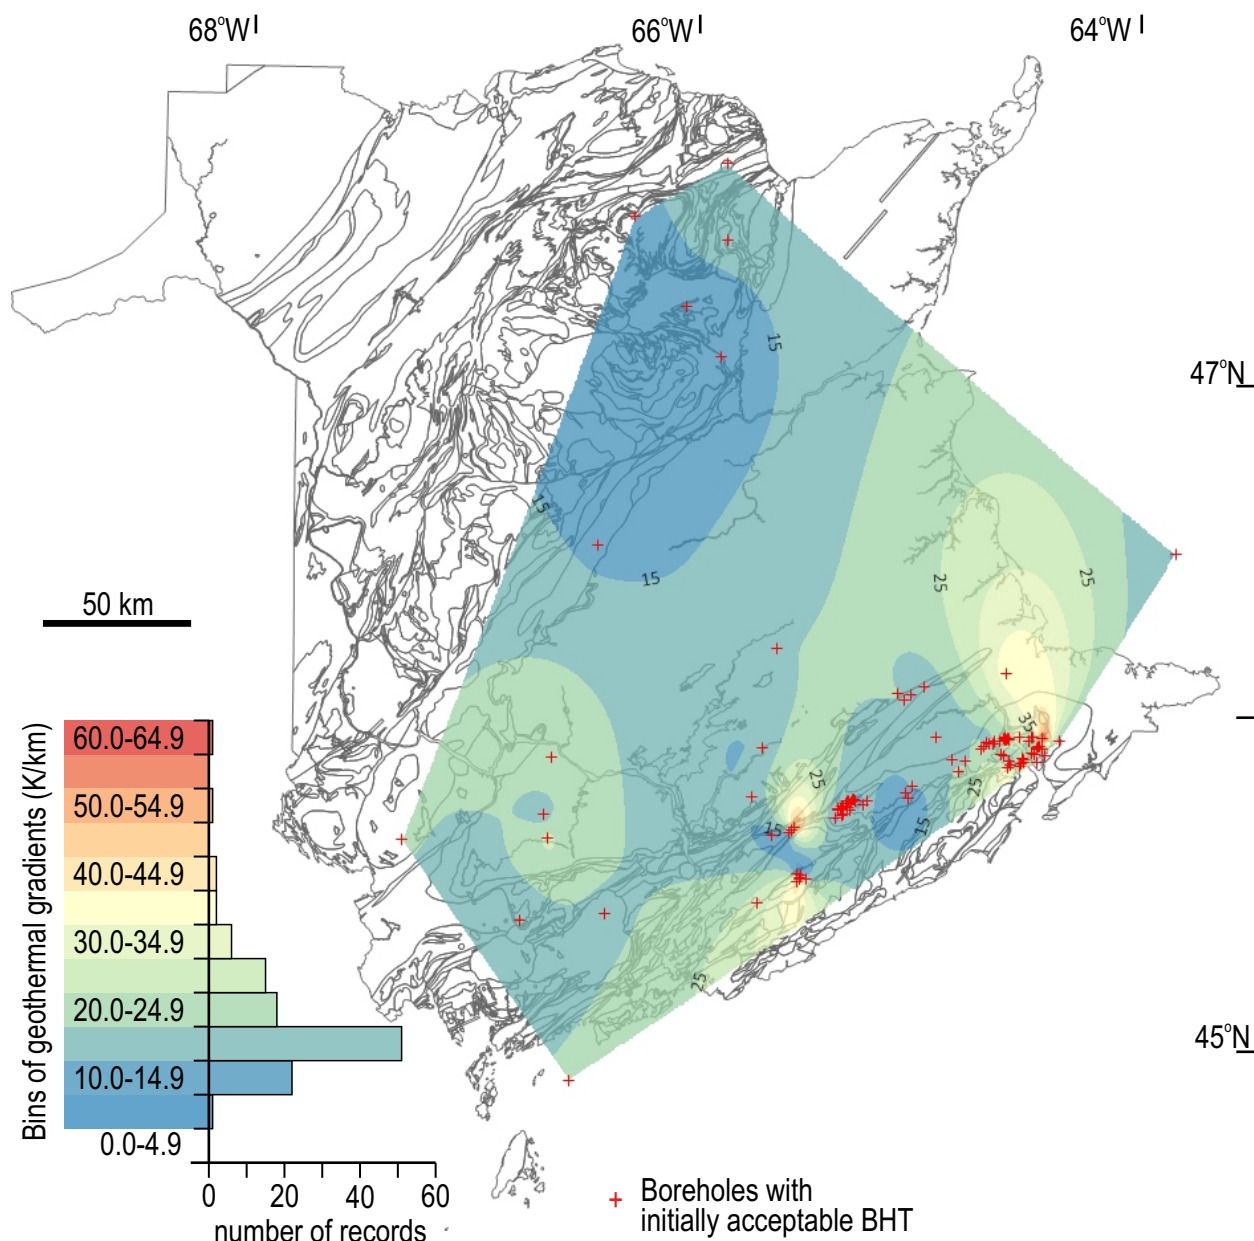 68°W
66°W
64°W
47°N
15
15
15
25
25
50 km
35
25
25
15
15
25
45°N
Bins of geothermal gradients (K/km)
60.0-64.9
50.0-54.9
40.0-44.9
30.0-34.9
20.0-24.9
10.0-14.9
0.0-4.9
0 20 40 60
number of records
+ Boreholes with
initially acceptable BHT